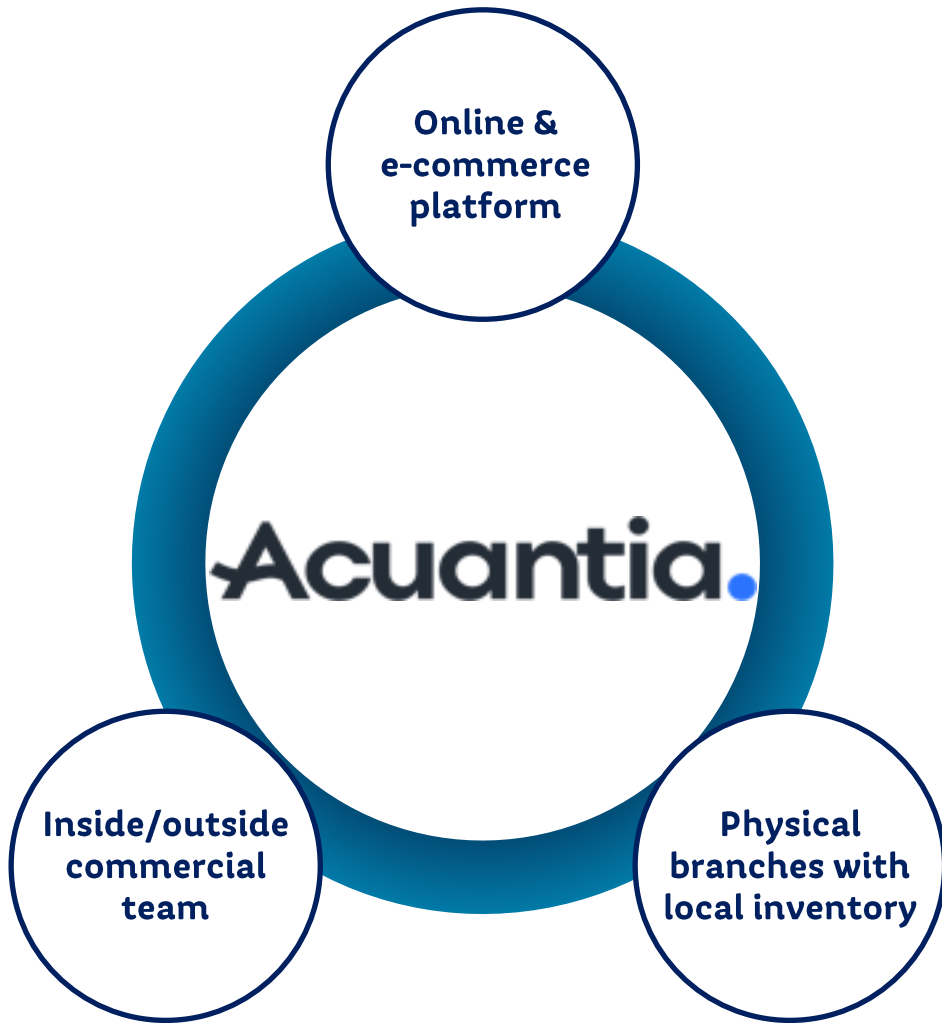 Online &
e-commerce
platform
Acuantia.
Inside/outside
commercial
team
Physical
branches with
local inventory